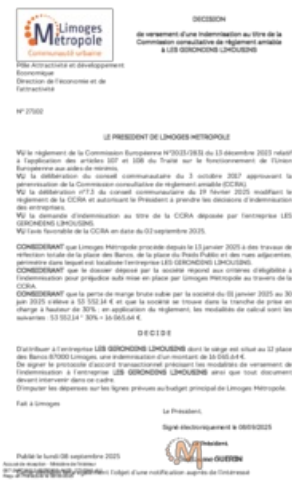 Limoges
Métropole
Communauté urbaine
Pôle Attractivité et développement
Economique
Direction de l'économie et de
l'attractivité
N° 27102
DECISION
de versement d'une indemnisation au titre de la
Commission consultative de règlement amiable
à LES GIRONDINS LIMOUSINS
LE PRESIDENT DE LIMOGES METROPOLE
VU le règlement de la Commission Européenne N°2023/2831 du 13 décembre 2023 relatif
à l'application des articles 107 et 108 du Traité sur le fonctionnement de l'Union
Européenne aux aides de minimis,
VU la délibération du conseil communautaire du 3 octobre 2017 approuvant la
pérennisation de la Commission consultative de règlement amiable (CCRA),
VU la délibération n°7.3 du conseil communautaire du 19 février 2025 modifiant le
règlement de la CCRA et autorisant le Président à prendre les décisions d'indemnisation
des entreprises,
VU la demande d'indemnisation au titre de la CCRA déposée par l'entreprise LES
GIRONDINS LIMOUSINS,
VU l'avis favorable de la CCRA en date du 02 septembre 2025,
CONSIDERANT que Limoges Métropole procède depuis le 13 janvier 2025 à des travaux de
réfection totale de la place des Bancs, de la place du Poids Public et des rues adjacentes,
périmètre dans lequel est localisée l'entreprise LES GIRONDINS LIMOUSINS.
CONSIDERANT que le dossier déposé par la société répond aux critères d'éligibilité à
l'indemnisation pour préjudice subi mise en place par Limoges Métropole au travers de la
CCRA.
CONSIDERANT que la perte de marge brute subie par la société du 01 janvier 2025 au 30
juin 2025 s'élève à 53 552,14 € et que la société se trouve dans la tranche de prise en
charge à hauteur de 30% ; en application du règlement, les modalités de calcul sont les
suivantes : 53 552,14 * 30% = 16 065,64 €.
DECIDE
D'attribuer à l'entreprise LES GIRONDINS LIMOUSINS dont le siège est situé au 12 place
des Bancs 87000 Limoges, une indemnisation d'un montant de 16 065,64 €.
De signer le protocole d'accord transactionnel précisant les modalités de versement de
l'indemnisation à l'entreprise LES GIRONDINS LIMOUSINS ainsi que tout document
devant intervenir dans ce cadre.
D'imputer les dépenses sur les lignes prévues au budget principal de Limoges Métropole.
Fait à Limoges
Le Président,
Signé électroniquement le 08/09/2025
Président
GUERIN
Publié le lundi 08 septembre 2025
l'objet d'une notification auprès de l'intéressé